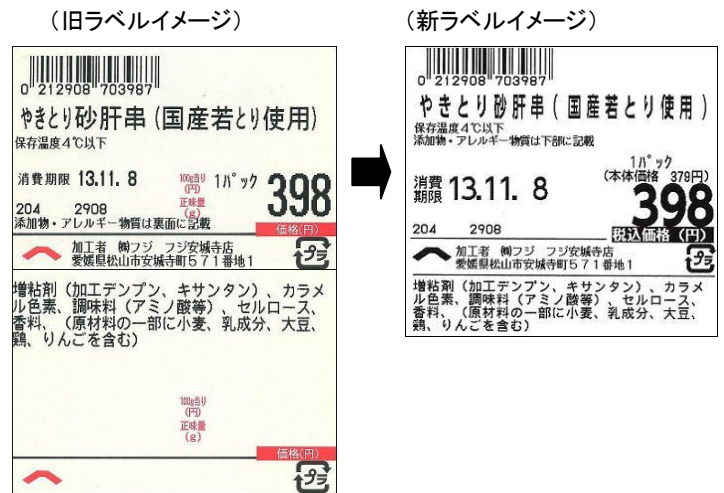 （旧ラベルイメージ）
0 212908 703987
やきとり砂肝串(国産若とり使用)
保存温度4℃以下
消費期限 13.11. 8
100g当り
(円)
1パック
398
正味量
(g)
204 2908
添加物・アレルギー物質は裏面に記載
価格(円)
加工者 ㈱フジ フジ安城寺店
愛媛県松山市安城寺町571番地1
プラ
増粘剤（加工デンプン、キサンタン）、カラメ
ル色素、調味料（アミノ酸等）、セルロース、
香料、（原材料の一部に小麦、乳成分、大豆、
鶏、りんごを含む）
100g当り
(円)
正味量
(g)
価格(円)
プラ
（新ラベルイメージ）
0 212908 703987
やきとり砂肝串(国産若とり使用)
保存温度4℃以下
添加物・アレルギー物質は下部に記載
1パック
(本体価格 379円)
消費
期限 13.11. 8
398
204 2908
税込価格 (円)
加工者 ㈱フジ フジ安城寺店
愛媛県松山市安城寺町571番地1
プラ
増粘剤（加工デンプン、キサンタン）、カラメ
ル色素、調味料（アミノ酸等）、セルロース、
香料、（原材料の一部に小麦、乳成分、大豆、
鶏、りんごを含む）